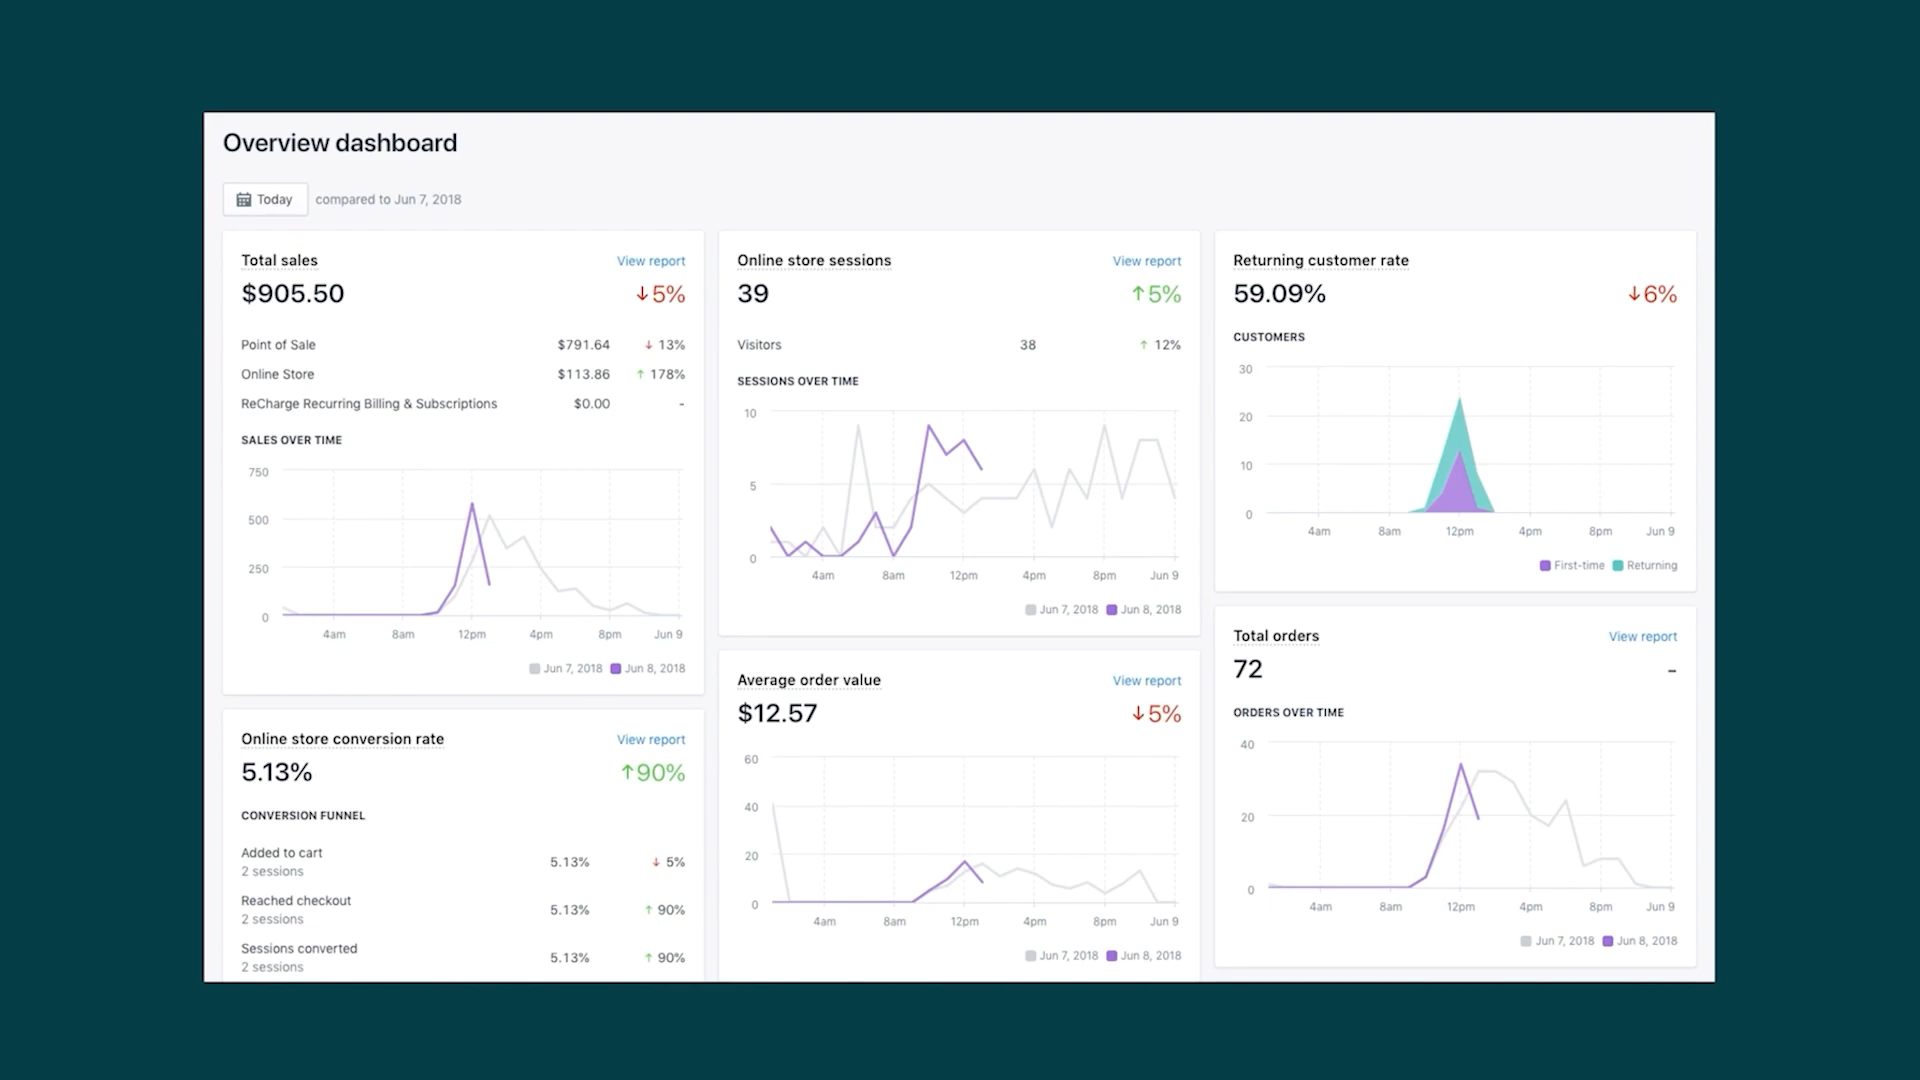 Overview dashboard
Today compared to Jun 7, 2018
Total sales View report
$905.50 ↓5%
Point of Sale $791.64 ↓ 13%
Online Store $113.86 ↑ 178%
ReCharge Recurring Billing & Subscriptions $0.00 -
SALES OVER TIME
750
500
250
0
4am 8am 12pm 4pm 8pm Jun 9
Jun 7, 2018 Jun 8, 2018
Online store conversion rate View report
5.13% ↑90%
CONVERSION FUNNEL
Added to cart
2 sessions
5.13% ↓ 5%
Reached checkout
2 sessions
5.13% ↑ 90%
Sessions converted
2 sessions
5.13% ↑ 90%
Online store sessions View report
39 ↑5%
Visitors 38 ↑ 12%
SESSIONS OVER TIME
10
5
0
4am 8am 12pm 4pm 8pm Jun 9
Jun 7, 2018 Jun 8, 2018
Average order value View report
$12.57 ↓5%
60
40
20
0
4am 8am 12pm 4pm 8pm Jun 9
Jun 7, 2018 Jun 8, 2018
Returning customer rate
59.09% ↓6%
CUSTOMERS
30
20
10
0
4am 8am 12pm 4pm 8pm Jun 9
First-time Returning
Total orders View report
72 -
ORDERS OVER TIME
40
20
0
4am 8am 12pm 4pm 8pm Jun 9
Jun 7, 2018 Jun 8, 2018